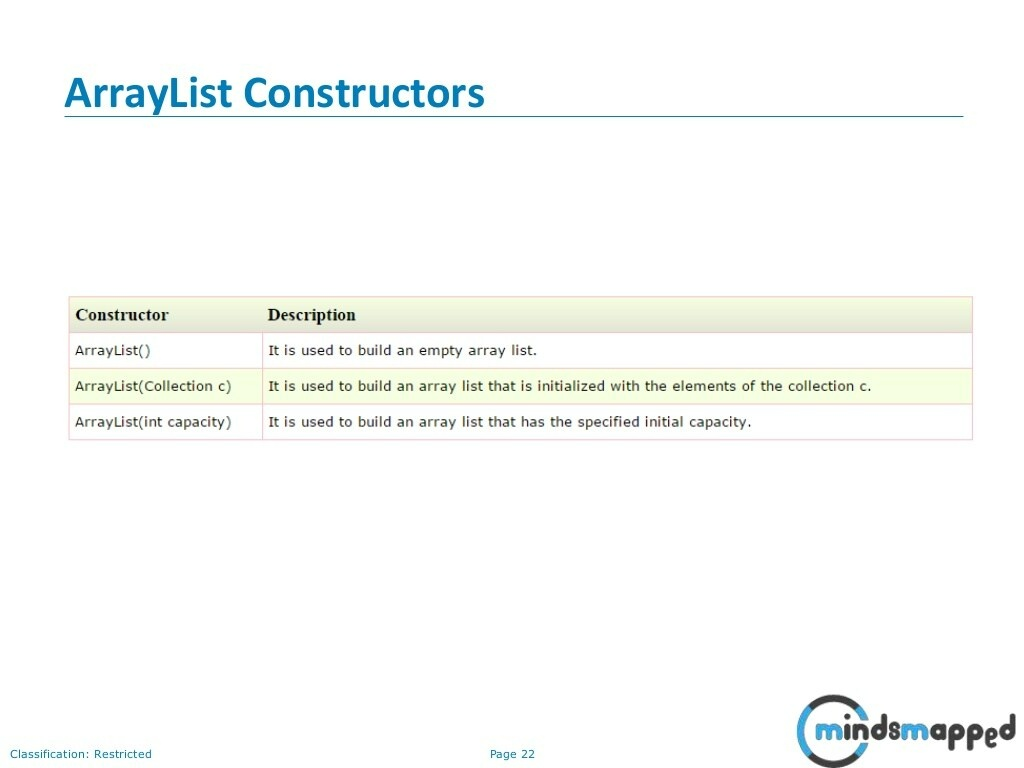 ArrayList Constructors
Constructor Description
ArrayList() It is used to build an empty array list.
ArrayList(Collection c) It is used to build an array list that is initialized with the elements of the collection c.
ArrayList(int capacity) It is used to build an array list that has the specified initial capacity.
Classification: Restricted Page 22
mindsmapped